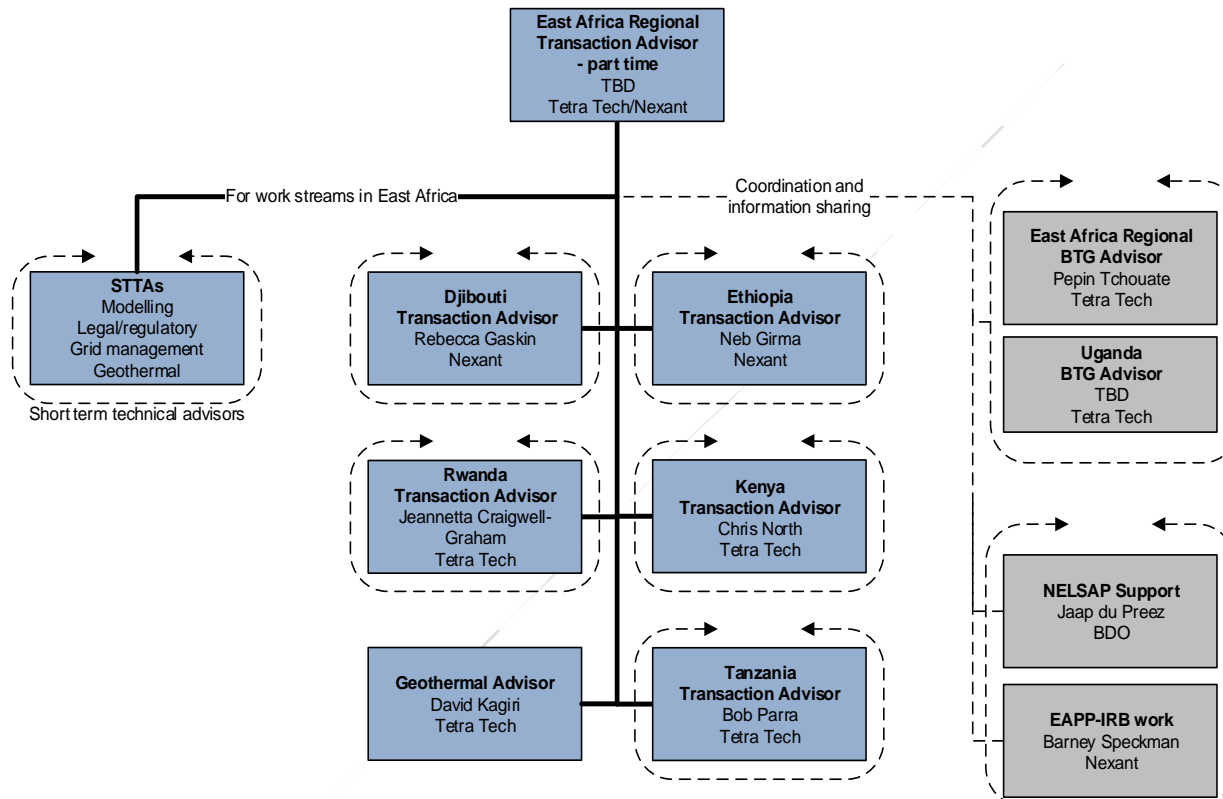 East Africa Regional
Transaction Advisor
- part time
TBD
Tetra Tech/Nexant
For work streams in East Africa
Coordination and
information sharing
STTAs
Modelling
Legal/regulatory
Grid management
Geothermal
Short term technical advisors
Djibouti
Transaction Advisor
Rebecca Gaskin
Nexant
Ethiopia
Transaction Advisor
Neb Girma
Nexant
East Africa Regional
BTG Advisor
Pepin Tchouate
Tetra Tech
Uganda
BTG Advisor
TBD
Tetra Tech
Rwanda
Transaction Advisor
Jeannetta Craigwell-
Graham
Tetra Tech
Kenya
Transaction Advisor
Chris North
Tetra Tech
NELSAP Support
Jaap du Preez
BDO
Geothermal Advisor
David Kagiri
Tetra Tech
Tanzania
Transaction Advisor
Bob Parra
Tetra Tech
EAPP-IRB work
Barney Speckman
Nexant